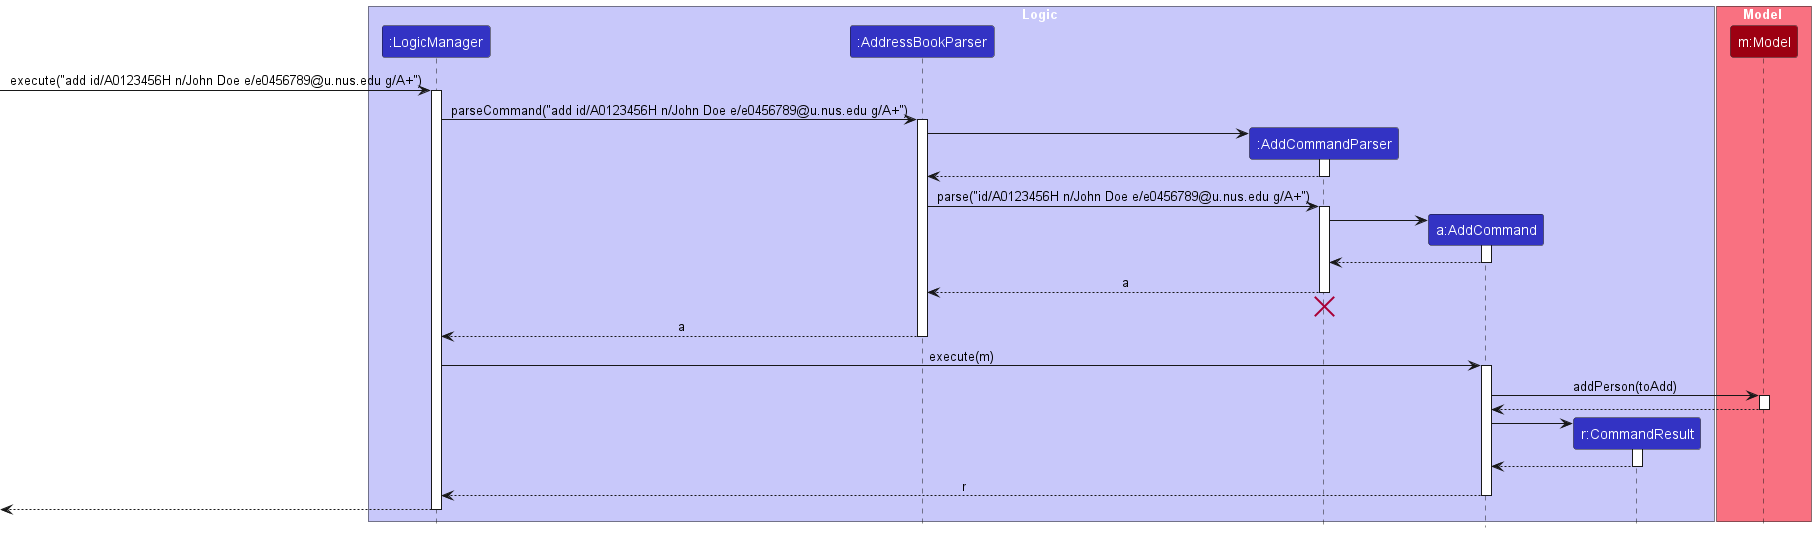 Logic
Model
:LogicManager
:AddressBookParser
m:Model
execute("add id/A0123456H n/John Doe e/e0456789@u.nus.edu g/A+")
parseCommand("add id/A0123456H n/John Doe e/e0456789@u.nus.edu g/A+")
:AddCommandParser
parse("id/A0123456H n/John Doe e/e0456789@u.nus.edu g/A+")
a:AddCommand
a
a
execute(m)
addPerson(toAdd)
r:CommandResult
r